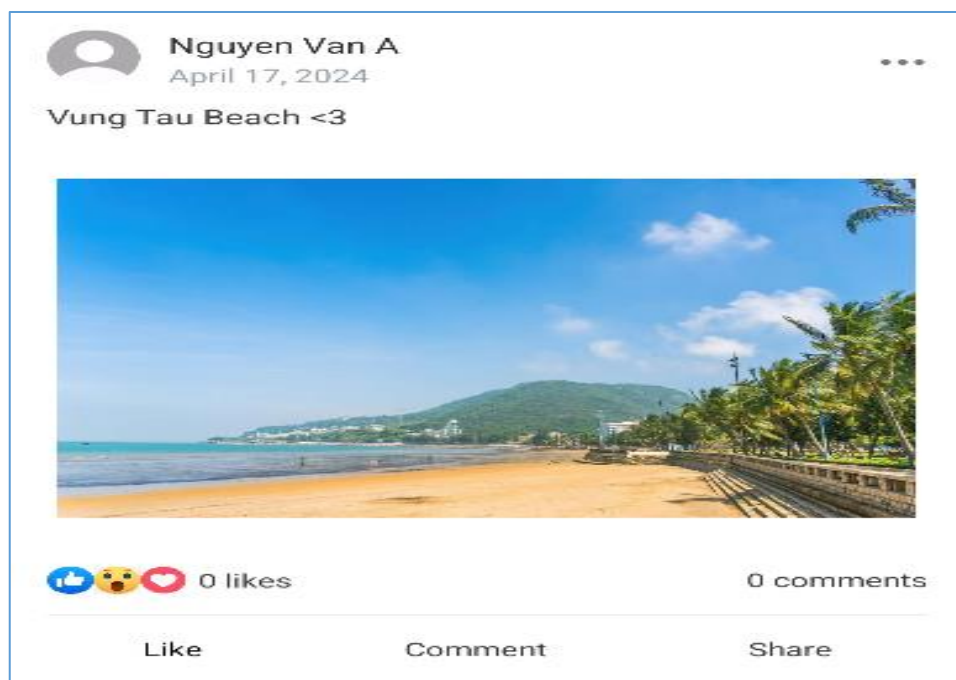 Nguyen Van A
April 17, 2024
Vung Tau Beach <3
0 likes 0 comments
Like Comment Share